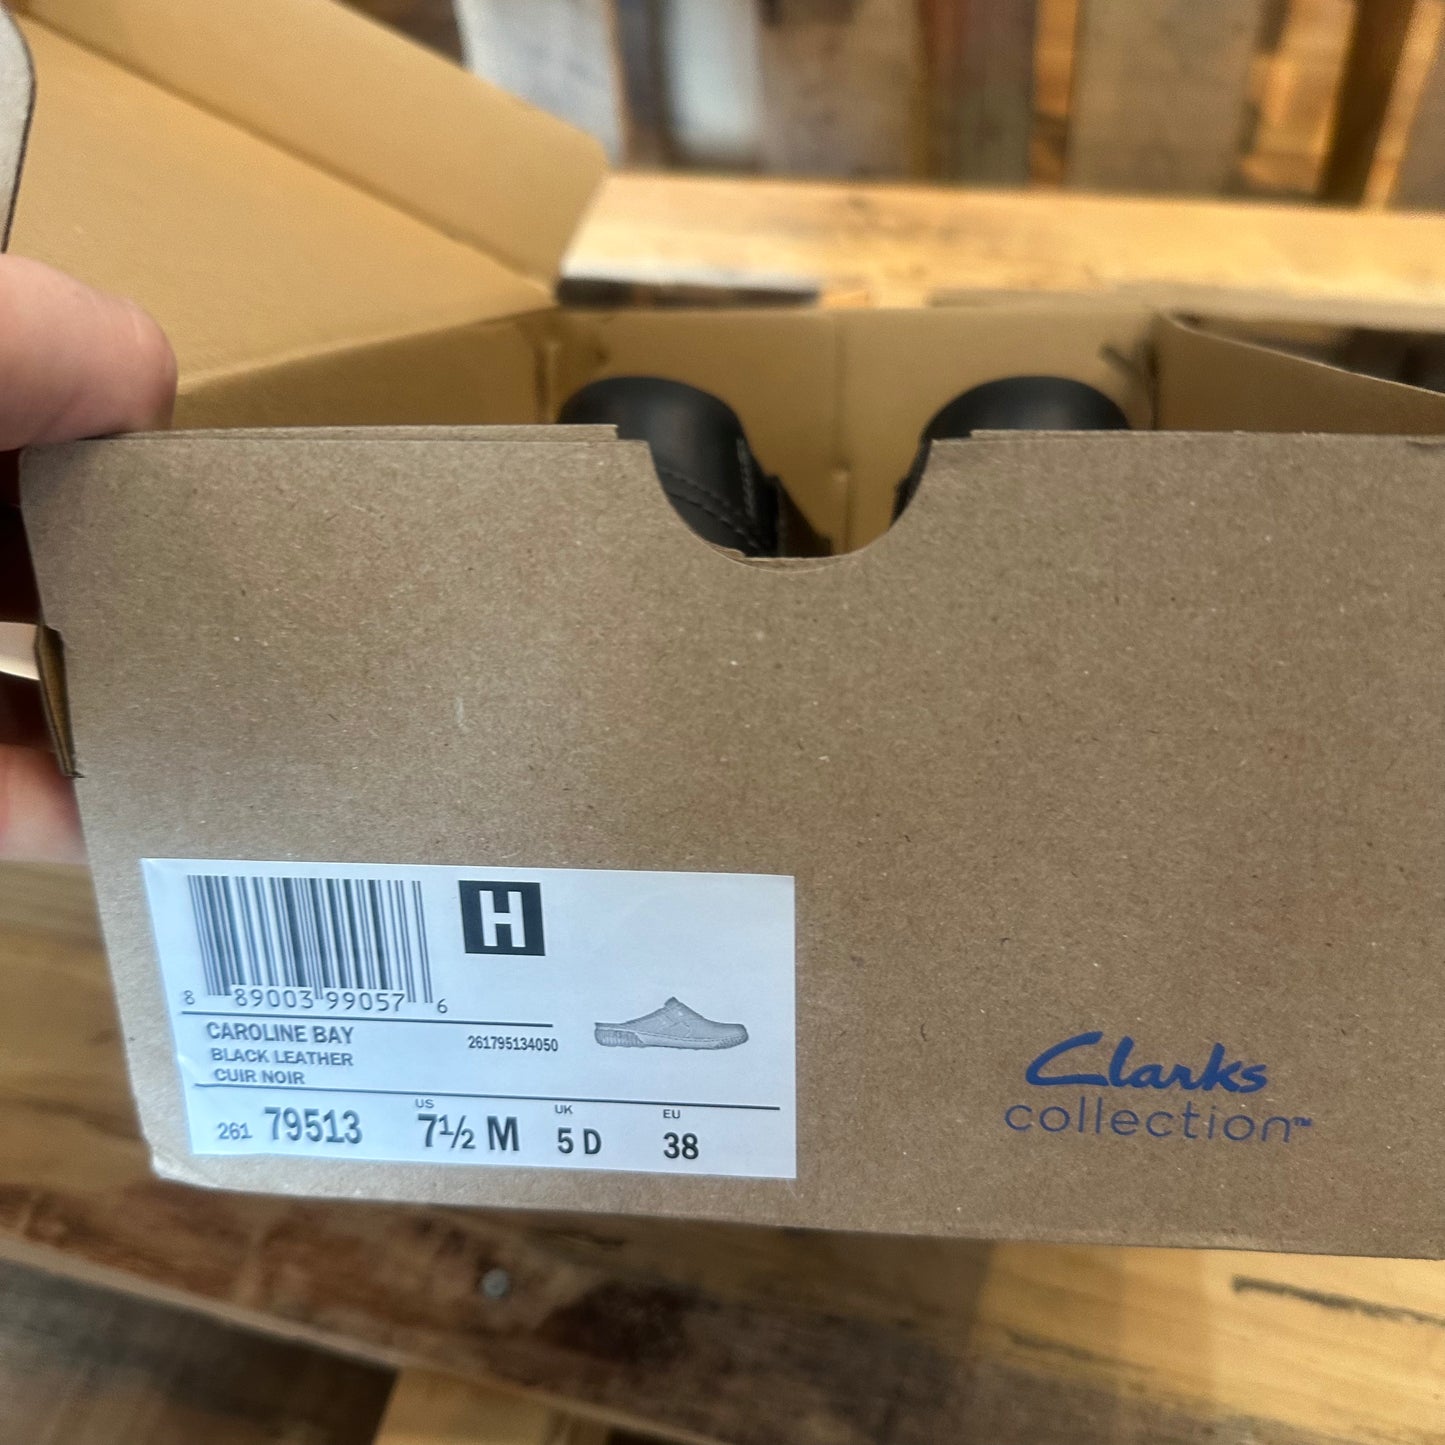 H
8 89003 99057 6
CAROLINE BAY
261795134050
BLACK LEATHER
CUIR NOIR
US UK EU
261 79513 7½ M 5 D 38
Clarks
collection™